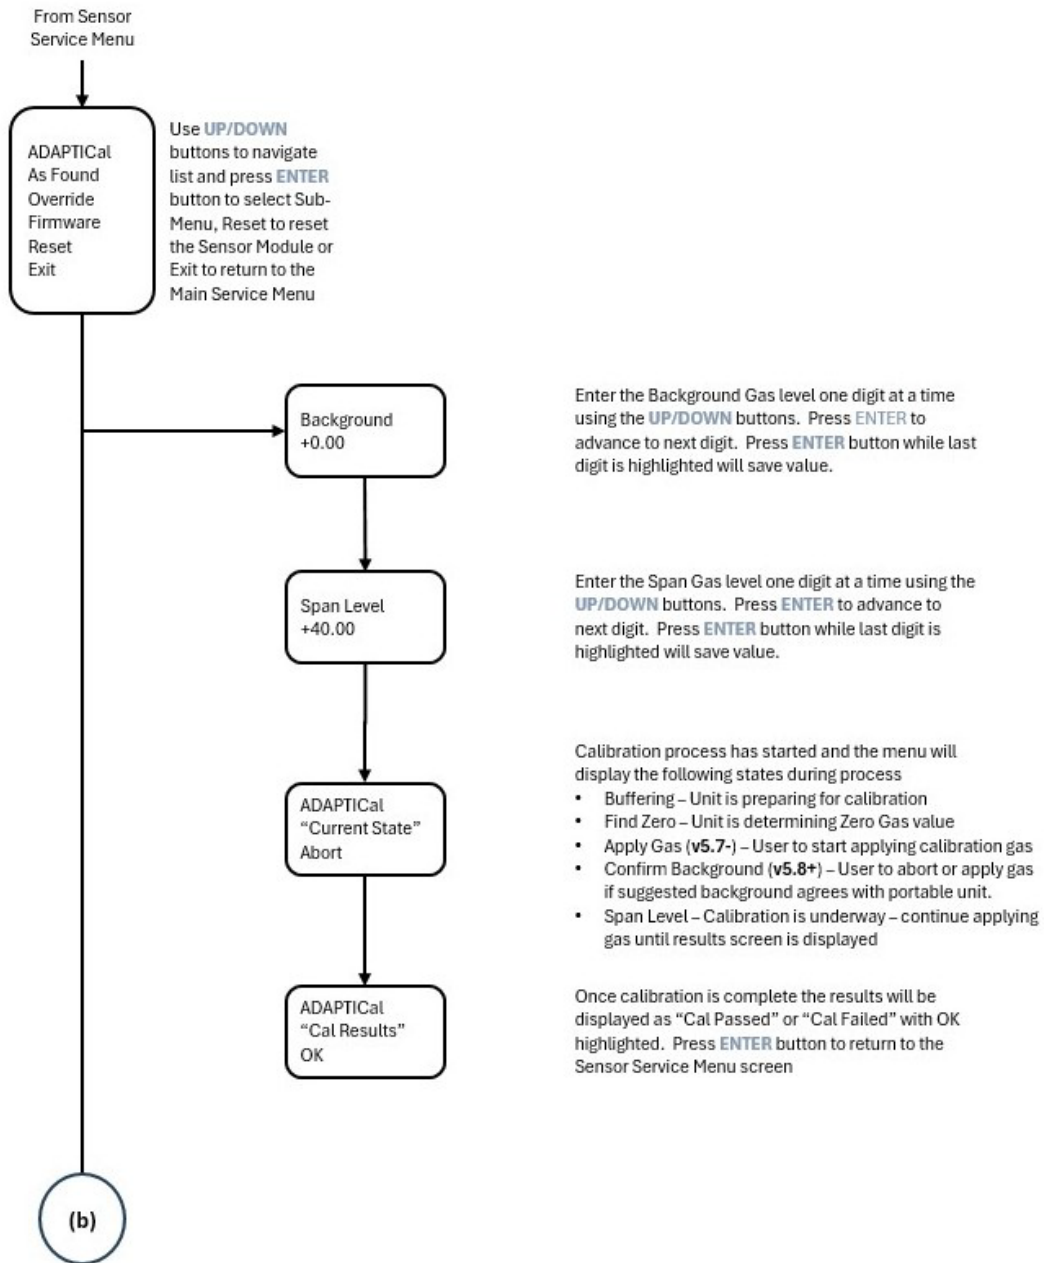 From Sensor
Service Menu
ADAPTICal
As Found
Override
Firmware
Reset
Exit
Use UP/DOWN
buttons to navigate
list and press ENTER
button to select Sub-
Menu, Reset to reset
the Sensor Module or
Exit to return to the
Main Service Menu
Background
+0.00
Enter the Background Gas level one digit at a time
using the UP/DOWN buttons.  Press ENTER to
advance to next digit.  Press ENTER button while last
digit is highlighted will save value.
Span Level
+40.00
Enter the Span Gas level one digit at a time using the
UP/DOWN buttons.  Press ENTER to advance to
next digit.  Press ENTER button while last digit is
highlighted will save value.
ADAPTICal
“Current State”
Abort
Calibration process has started and the menu will
display the following states during process
• Buffering – Unit is preparing for calibration
• Find Zero – Unit is determining Zero Gas value
• Apply Gas (v5.7-) – User to start applying calibration gas
• Confirm Background (v5.8+) – User to abort or apply gas
if suggested background agrees with portable unit.
• Span Level – Calibration is underway – continue applying
gas until results screen is displayed
ADAPTICal
“Cal Results”
OK
Once calibration is complete the results will be
displayed as “Cal Passed” or “Cal Failed” with OK
highlighted.  Press ENTER button to return to the
Sensor Service Menu screen
(b)